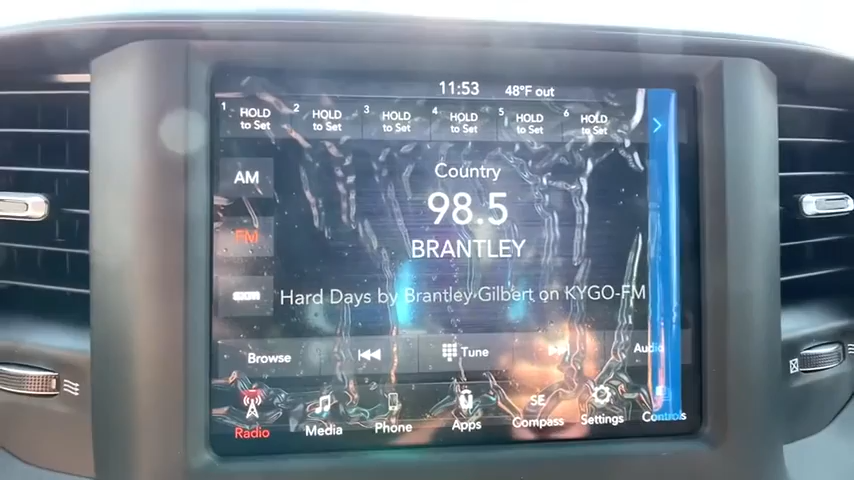 11:53 48°F out
1 HOLD to Set 2 HOLD to Set 3 HOLD to Set 4 HOLD to Set 5 HOLD to Set 6 HOLD to Set
AM
Country
98.5
FM
BRANTLEY
Hard Days by Brantley Gilbert on KYGO-FM
Browse Tune Audio
SE
Radio Media Phone Apps Compass Settings Controls